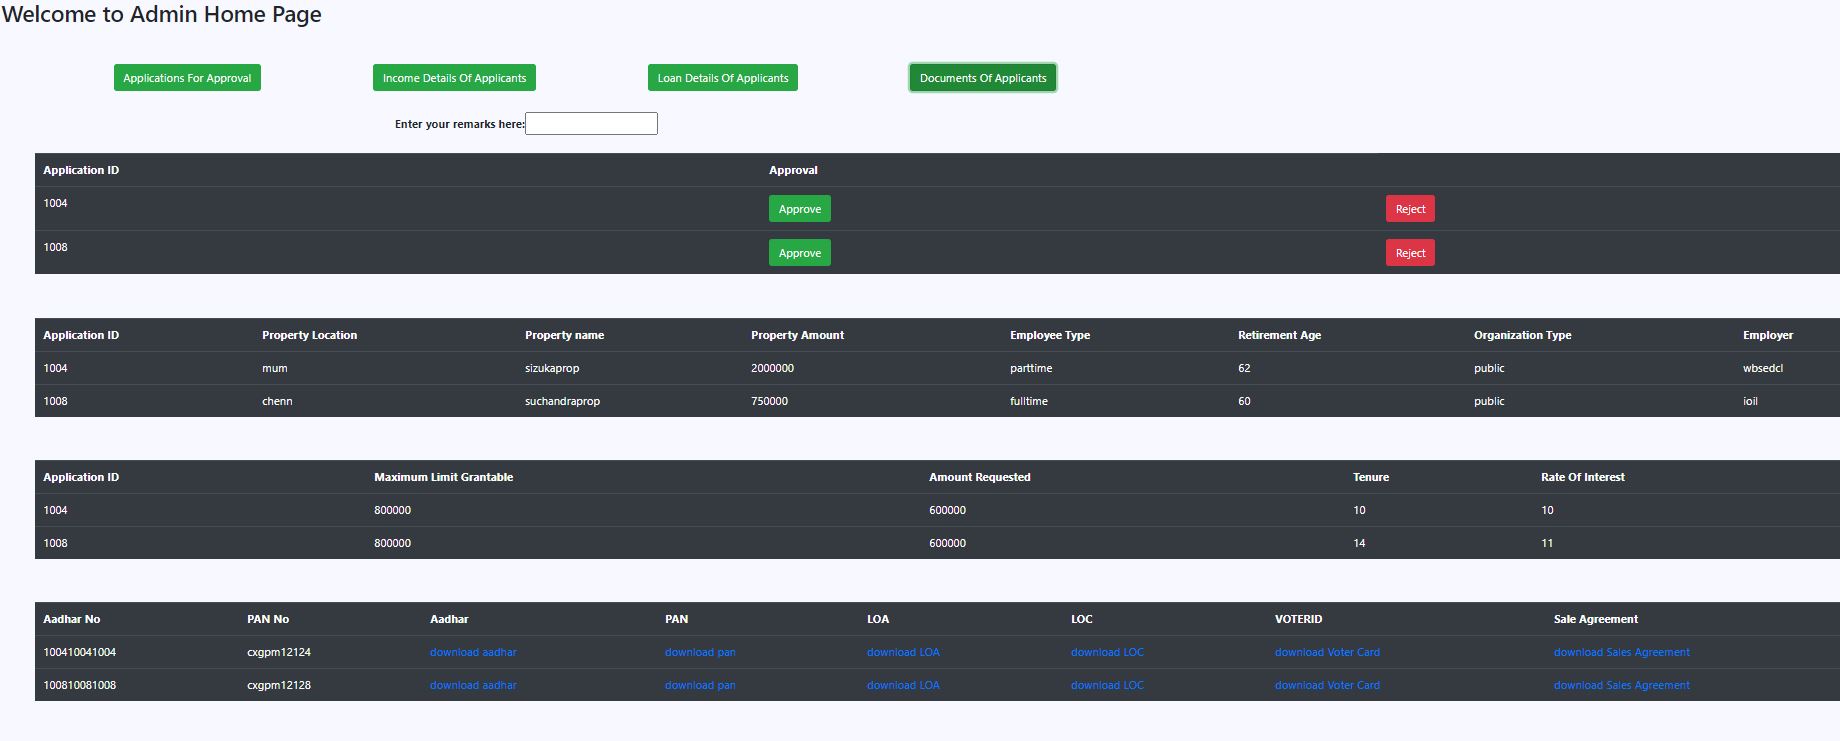 Welcome to Admin Home Page
Applications For Approval Income Details Of Applicants Loan Details Of Applicants Documents Of Applicants
Enter your remarks here:
Application ID Approval
1004 Approve Reject
1008 Approve Reject
Application ID Property Location Property name Property Amount Employee Type Retirement Age Organization Type Employer
1004 mum sizukaprop 2000000 parttime 62 public wbsedcl
1008 chenn suchandraprop 750000 fulltime 60 public ioil
Application ID Maximum Limit Grantable Amount Requested Tenure Rate Of Interest
1004 800000 600000 10 10
1008 800000 600000 14 11
Aadhar No PAN No Aadhar PAN LOA LOC VOTERID Sale Agreement
100410041004 cxgpm12124 download aadhar download pan download LOA download LOC download Voter Card download Sales Agreement
100810081008 cxgpm12128 download aadhar download pan download LOA download LOC download Voter Card download Sales Agreement